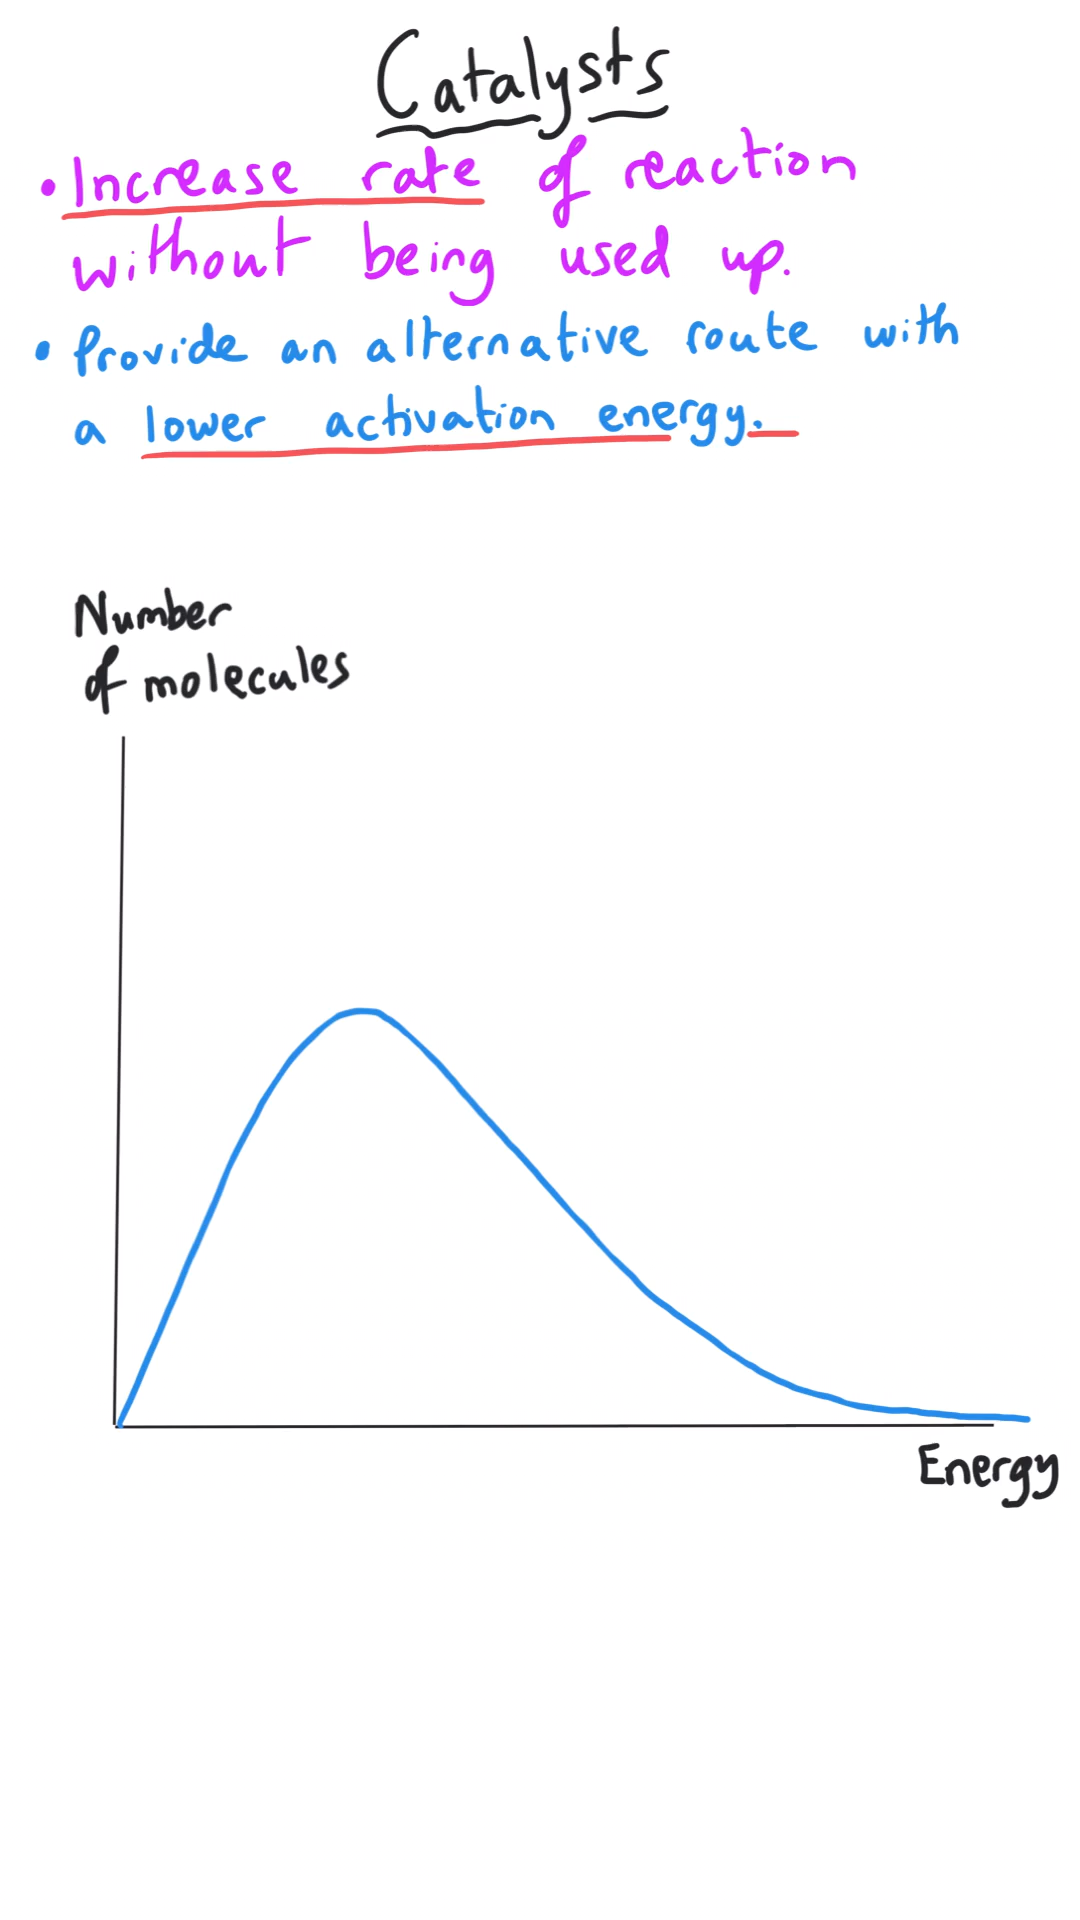 Catalysts
• Increase rate of reaction
without being used up.
• Provide an alternative route with
a lower activation energy.
Number
of molecules
Energy